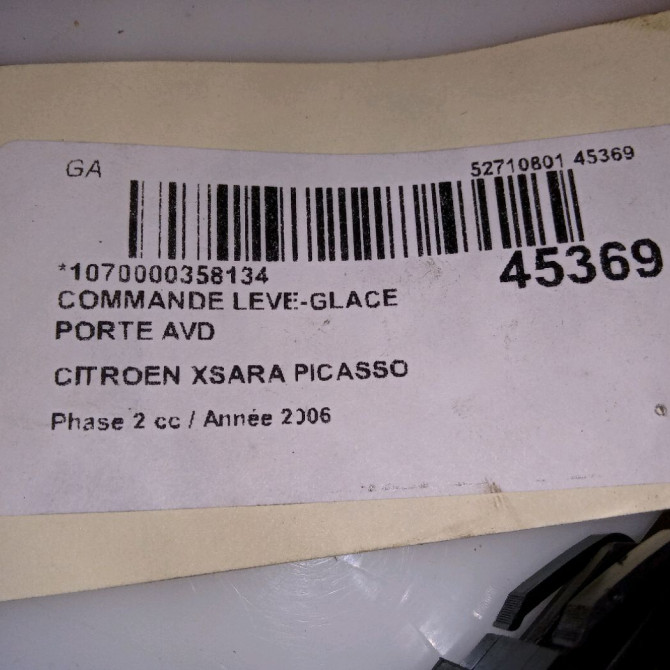 GA
52710801 45369
*1070000358134
45369
COMMANDE LEVE-GLACE
PORTE AVD
CITROEN XSARA PICASSO
Phase 2 cc / Année 2006